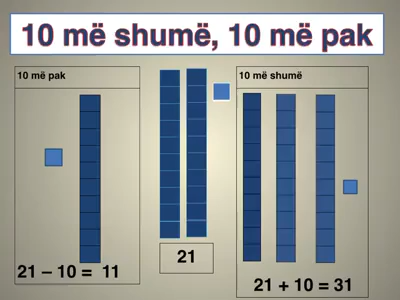 10 më shumë, 10 më pak
10 më pak
21 – 10 = 11
21
10 më shumë
21 + 10 = 31